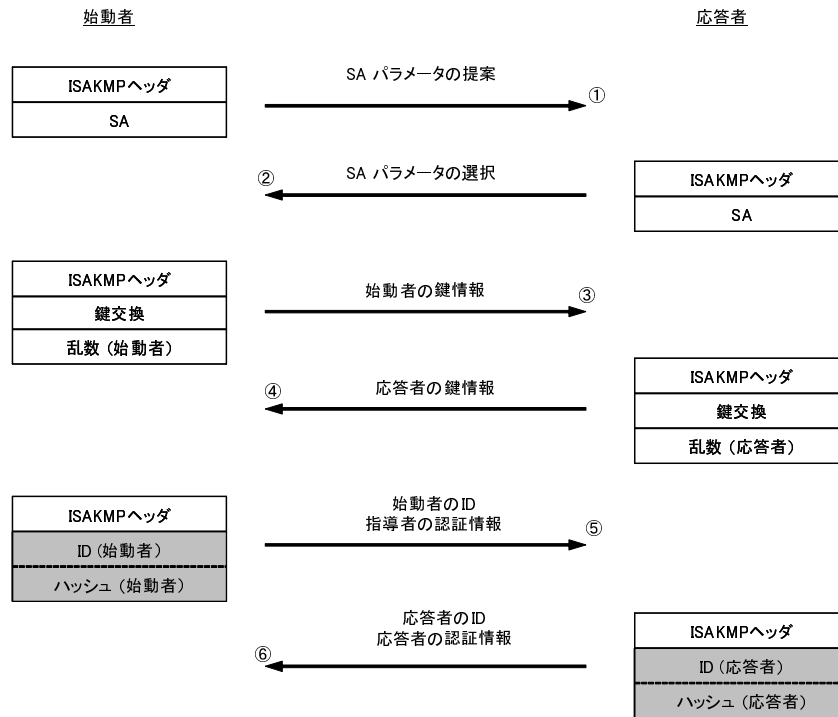 始動者
応答者
ISAKMPヘッダ
SA
SA パラメータの提案
①
②
SA パラメータの選択
ISAKMPヘッダ
SA
ISAKMPヘッダ
鍵交換
乱数 (始動者)
始動者の鍵情報
③
④
応答者の鍵情報
ISAKMPヘッダ
鍵交換
乱数 (応答者)
ISAKMPヘッダ
ID (始動者)
ハッシュ (始動者)
始動者のID
指導者の認証情報
⑤
⑥
応答者のID
応答者の認証情報
ISAKMPヘッダ
ID (応答者)
ハッシュ (応答者)